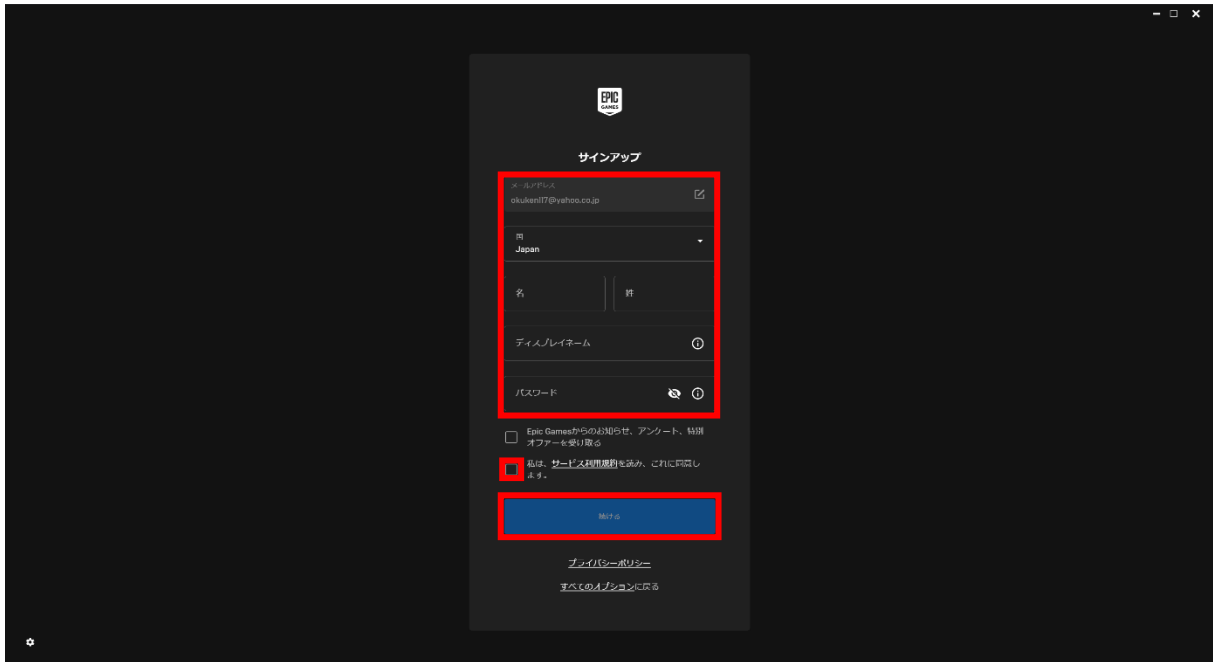 EPIC
GAMES
サインアップ
メールアドレス
okuken117@yahoo.co.jp
国
Japan
名
姓
ディスプレイネーム
パスワード
Epic Gamesからのお知らせ、アンケート、特別
オファーを受け取る
私は、サービス利用規約を読み、これに同意し
ます。
続ける
プライバシーポリシー
すべてのオプションに戻る